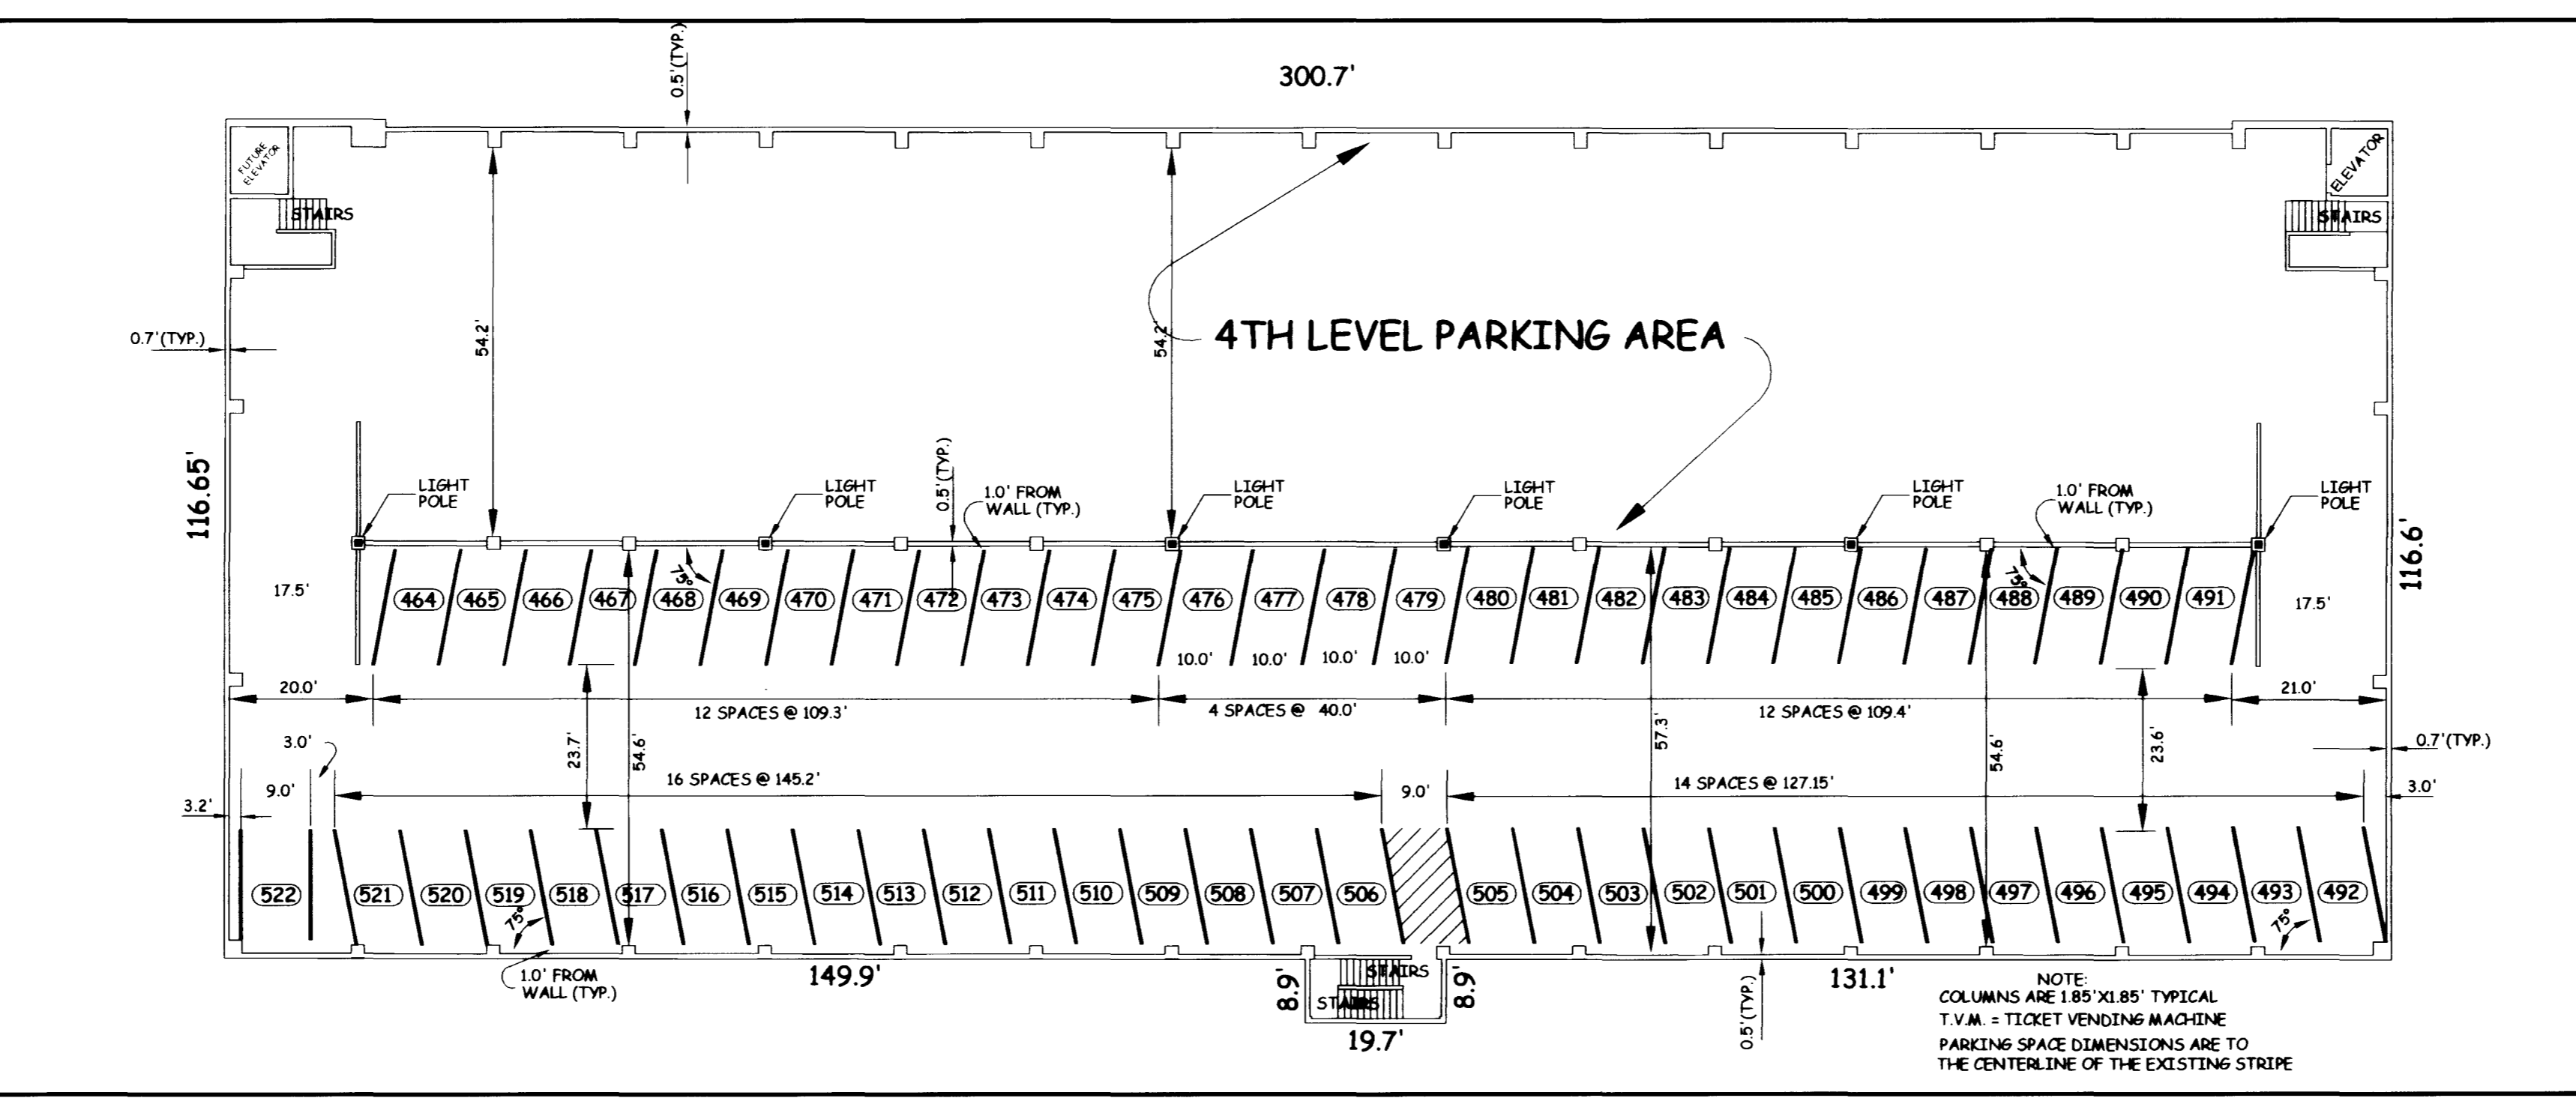 0.5'(TYP.)
300.7'
FUTURE
ELEVATOR
ELEVATOR
STAIRS
STAIRS
54.2'
54.2'
0.7'(TYP.)
4TH LEVEL PARKING AREA
116.65'
LIGHT
POLE
LIGHT
POLE
0.5'(TYP.)
1.0' FROM
WALL (TYP.)
LIGHT
POLE
LIGHT
POLE
LIGHT
POLE
1.0' FROM
WALL (TYP.)
LIGHT
POLE
116.6'
17.5'
75°
75°
17.5'
464 465 466 467 468 469 470 471 472 473 474 475 476 477 478 479 480 481 482 483 484 485 486 487 488 489 490 491
10.0' 10.0' 10.0' 10.0'
20.0'
12 SPACES @ 109.3'
4 SPACES @ 40.0'
12 SPACES @ 109.4'
21.0'
3.0'
23.7'
54.6'
57.3'
54.6'
23.6'
0.7'(TYP.)
16 SPACES @ 145.2'
9.0'
14 SPACES @ 127.15'
3.0'
3.2'
9.0'
522 521 520 519 518 517 516 515 514 513 512 511 510 509 508 507 506 505 504 503 502 501 500 499 498 497 496 495 494 493 492
75°
75°
1.0' FROM
WALL (TYP.)
149.9'
8.9'
STAIRS
STAIRS
8.9'
19.7'
0.5'(TYP.)
131.1'
NOTE:
COLUMNS ARE 1.85'X1.85' TYPICAL
T.V.M. = TICKET VENDING MACHINE
PARKING SPACE DIMENSIONS ARE TO
THE CENTERLINE OF THE EXISTING STRIPE